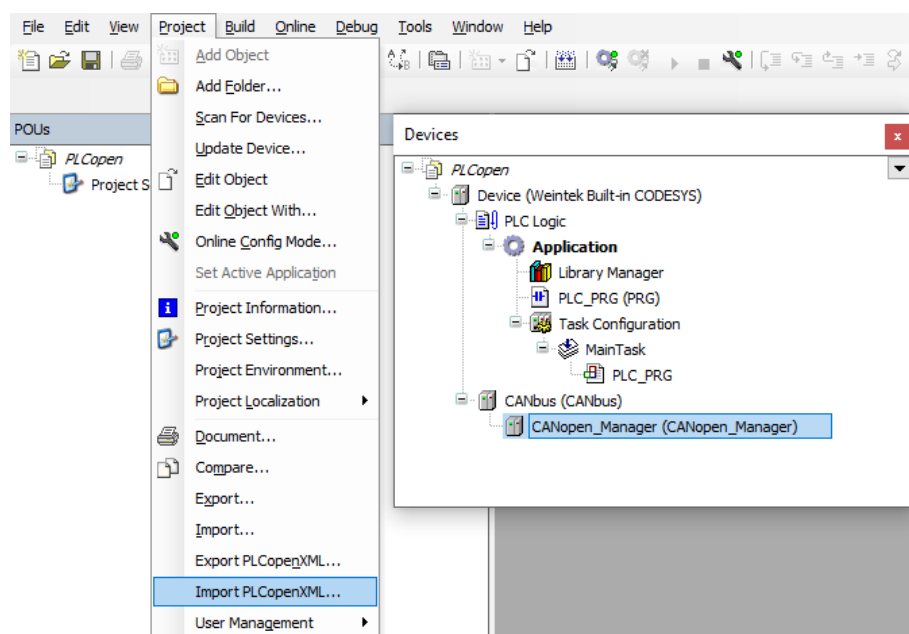 File Edit View Project Build Online Debug Tools Window Help
POUs
PLCopen
Project S
Add Object
Add Folder...
Scan For Devices...
Update Device...
Edit Object
Edit Object With...
Online Config Mode...
Set Active Application
Project Information...
Project Settings...
Project Environment...
Project Localization
Document...
Compare...
Export...
Import...
Export PLCopenXML...
Import PLCopenXML...
User Management
Devices
PLCopen
Device (Weintek Built-in CODESYS)
PLC Logic
Application
Library Manager
PLC_PRG (PRG)
Task Configuration
MainTask
PLC_PRG
CANbus (CANbus)
CANopen_Manager (CANopen_Manager)